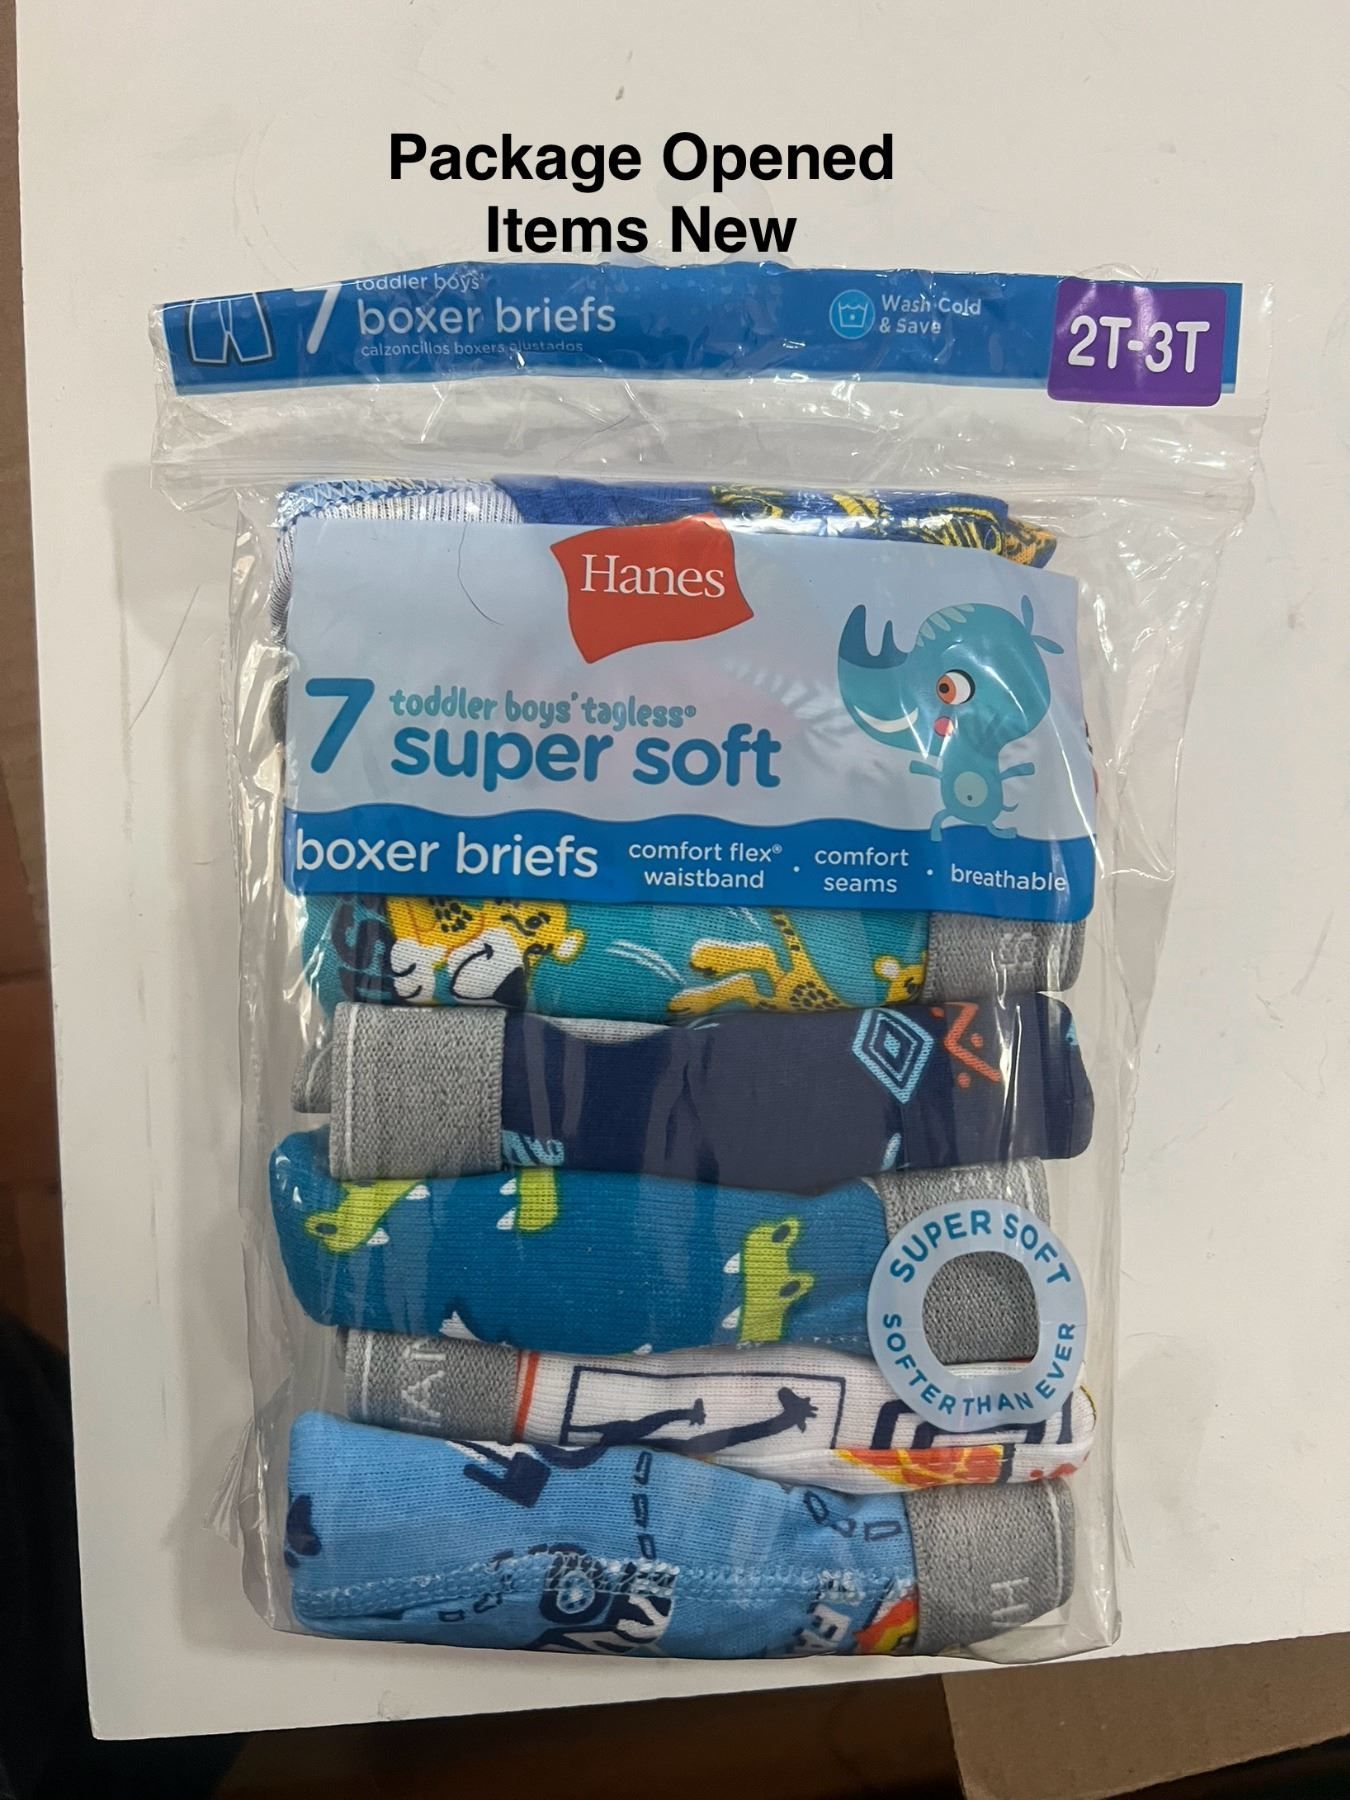 Package Opened
Items New
7 toddler boys'
boxer briefs
calzoncillos boxers ajustados
Wash Cold
& Save
2T-3T
Hanes
7 toddler boys' tagless®
super soft
boxer briefs
comfort flex®
waistband
· comfort
seams
· breathable
SUPER SOFT
SOFTER THAN EVER
HAN
H